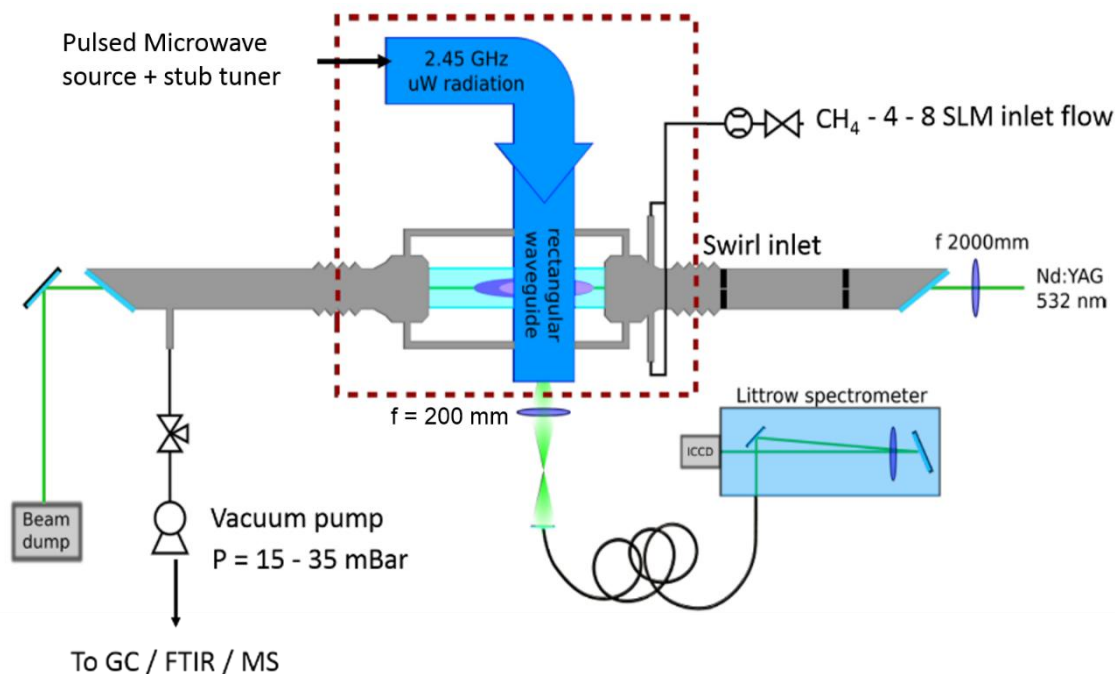 Pulsed Microwave
source + stub tuner
2.45 GHz
uW radiation
CH₄ - 4 - 8 SLM inlet flow
rectangular
waveguide
Swirl inlet
f 2000mm
Nd:YAG
532 nm
f = 200 mm
Littrow spectrometer
ICCD
Beam
dump
Vacuum pump
P = 15 - 35 mBar
To GC / FTIR / MS